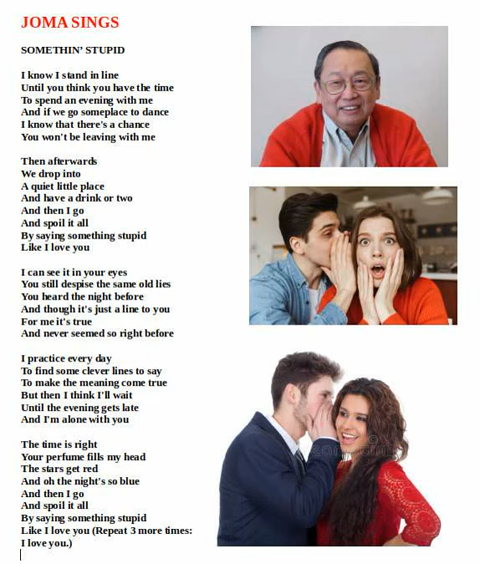 JOMA SINGS
SOMETHIN' STUPID
I know I stand in line
Until you think you have the time
To spend an evening with me
And if we go someplace to dance
I know that there's a chance
You won't be leaving with me
Then afterwards
We drop into
A quiet little place
And have a drink or two
And then I go
And spoil it all
By saying something stupid
Like I love you
I can see it in your eyes
You still despise the same old lies
You heard the night before
And though it's just a line to you
For me it's true
And never seemed so right before
I practice every day
To find some clever lines to say
To make the meaning come true
But then I think I'll wait
Until the evening gets late
And I'm alone with you
The time is right
Your perfume fills my head
The stars get red
And oh the night's so blue
And then I go
And spoil it all
By saying something stupid
Like I love you (Repeat 3 more times:
I love you.)